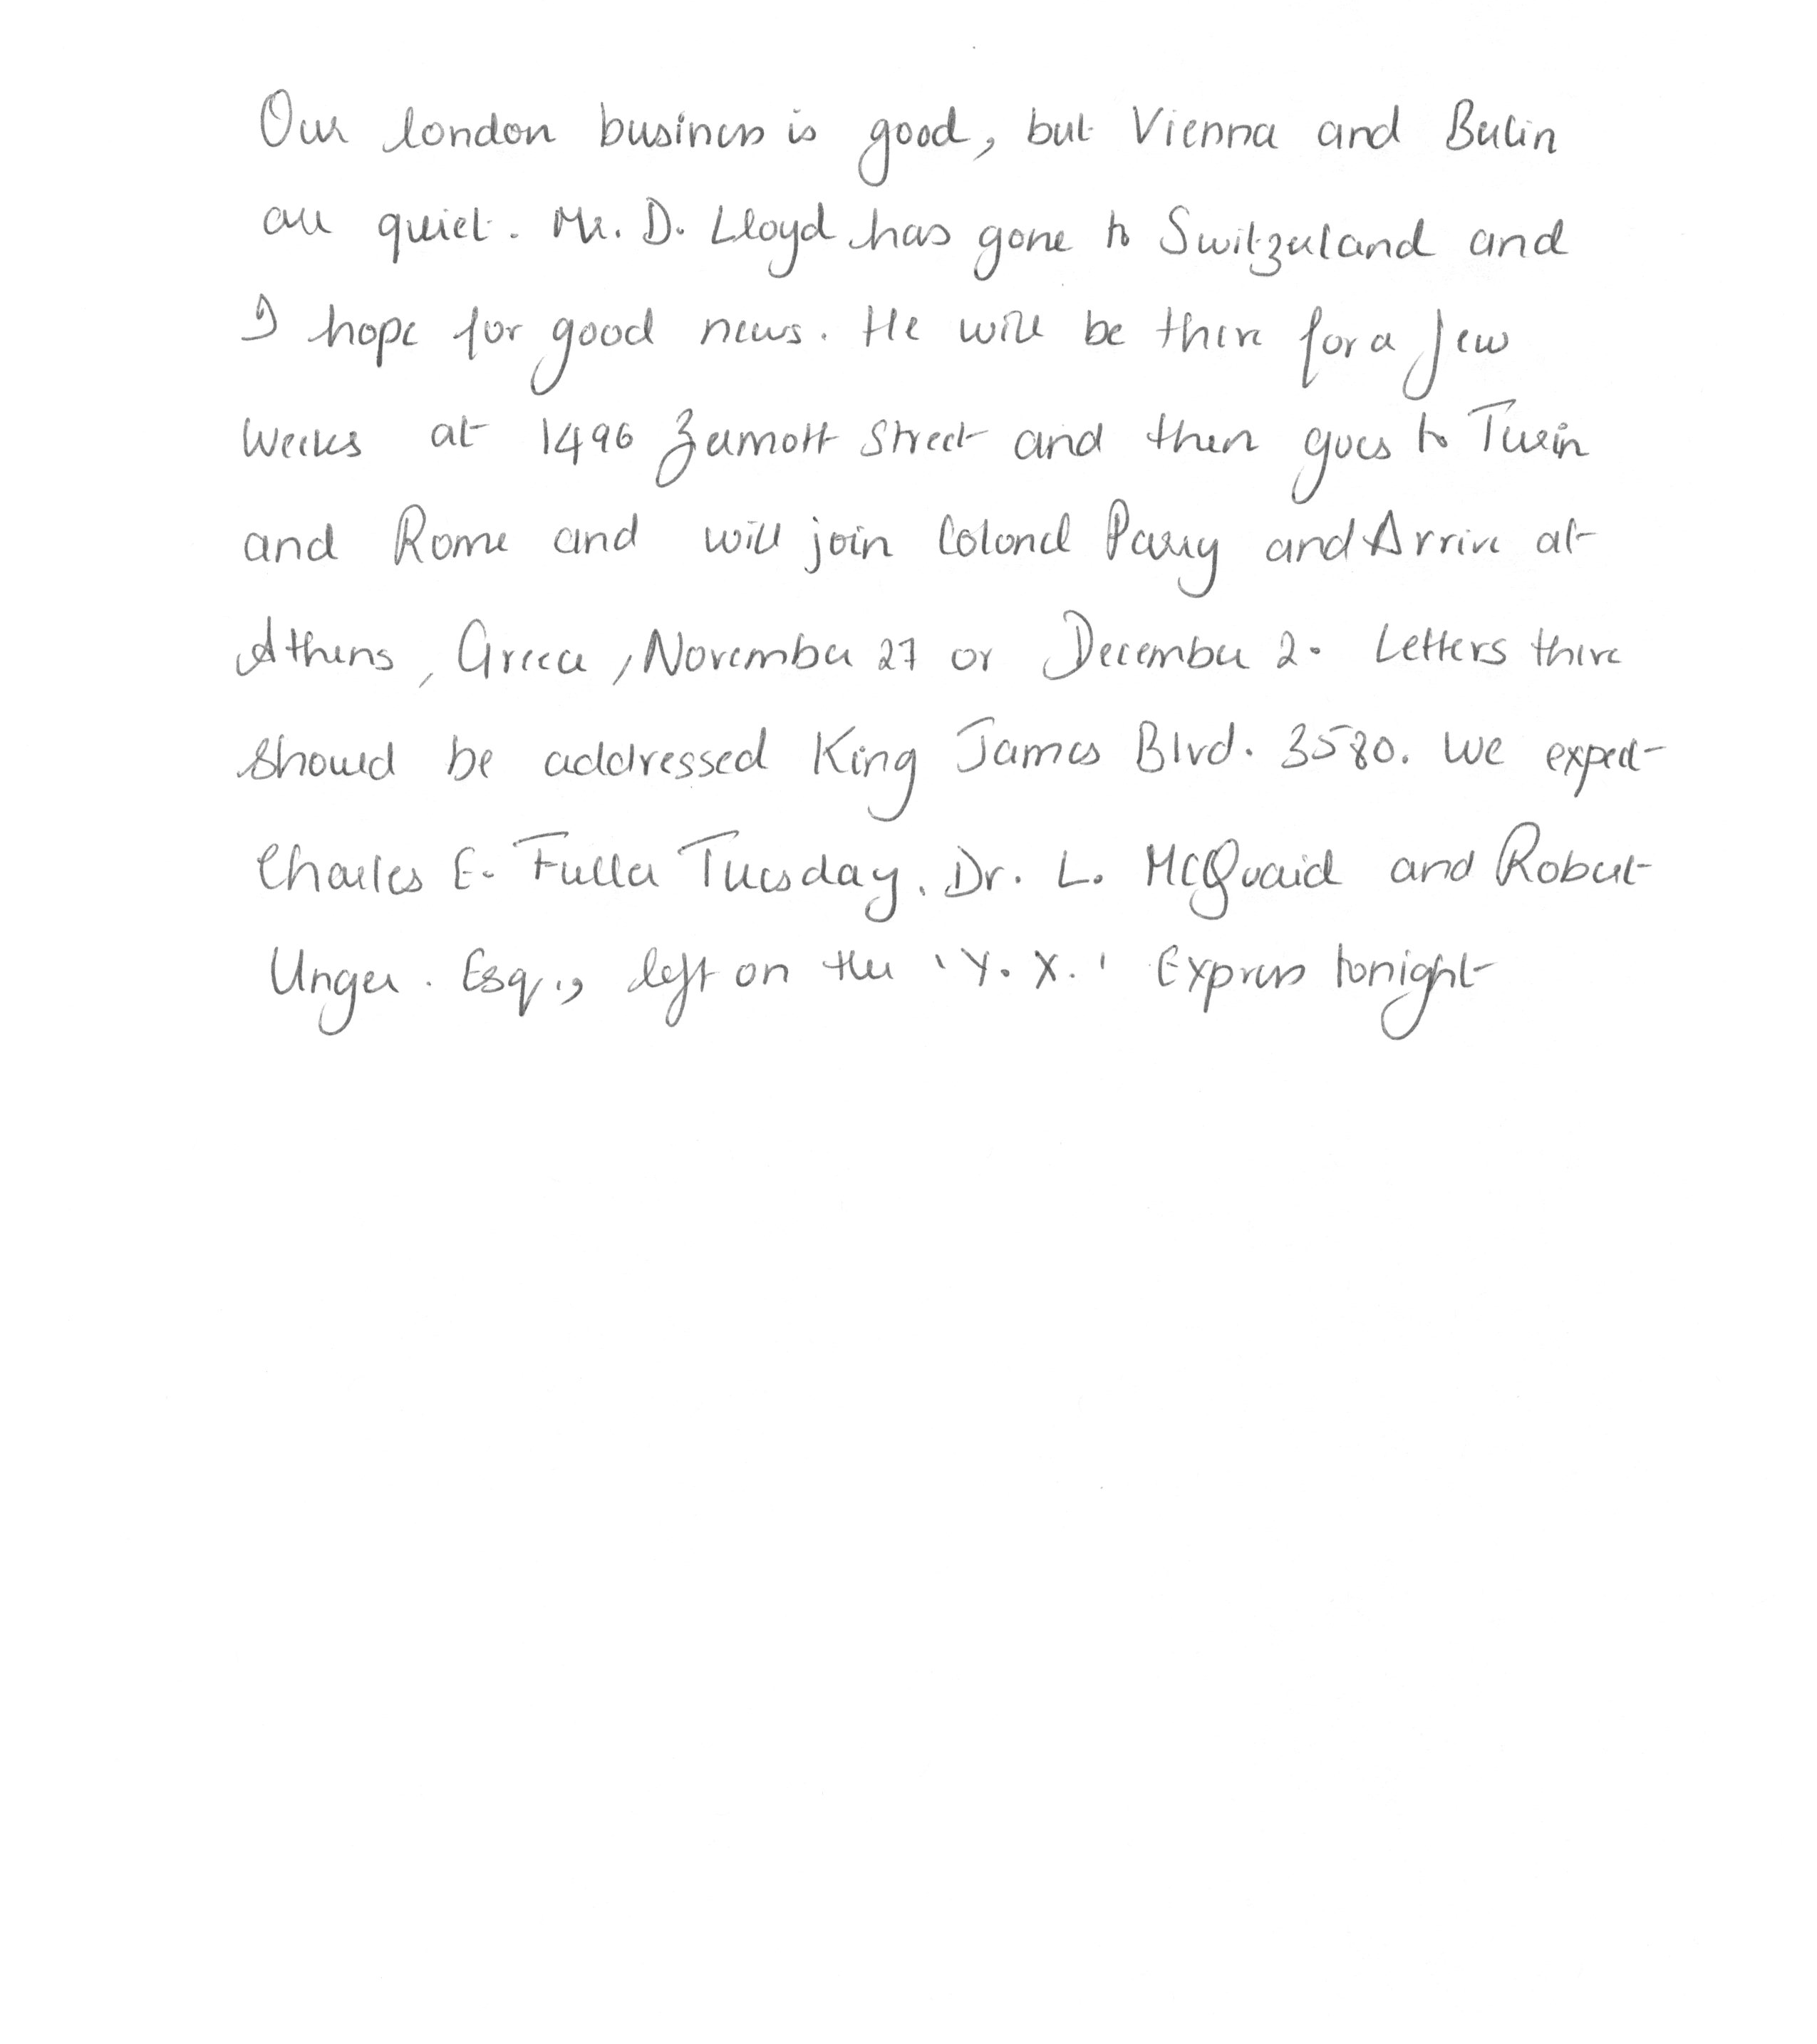 Our london business is good, but Vienna and Berlin
are quiet. Mr. D. Lloyd has gone to Switzerland and
I hope for good news. He will be there for a few
weeks at 1496 Zermott Street and then goes to Turin
and Rome and will join Colonel Parry and Arrive at
Athens, Greece, November 27 or December 2. Letters there
should be addressed King James Blvd. 3580. We expect
Charles E. Fuller Tuesday. Dr. L. McQuaid and Robert
Unger. Esq., left on the 'Y. X.' Express tonight